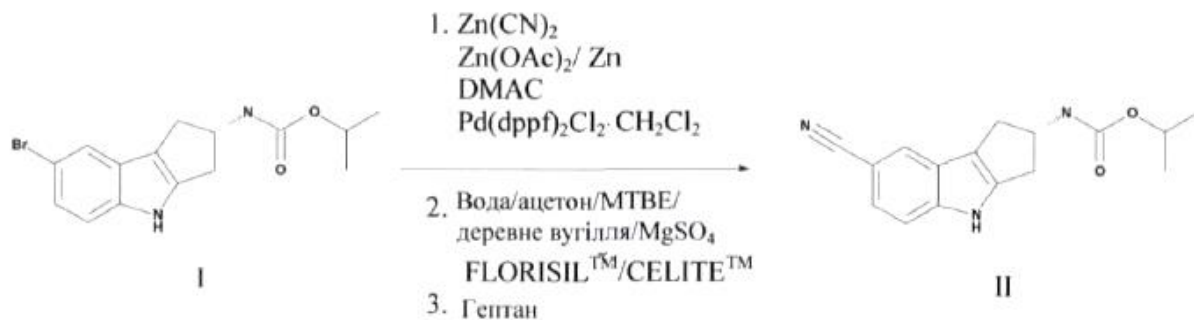 1. Zn(CN)₂
Zn(OAc)₂/ Zn
DMAC
Pd(dppf)₂Cl₂·CH₂Cl₂
Br
N
H
N
O
O
I
2. Вода/ацетон/MTBE/
деревне вугілля/MgSO₄
FLORISIL™/CELITE™
3. Гептан
N
N
H
N
O
O
II